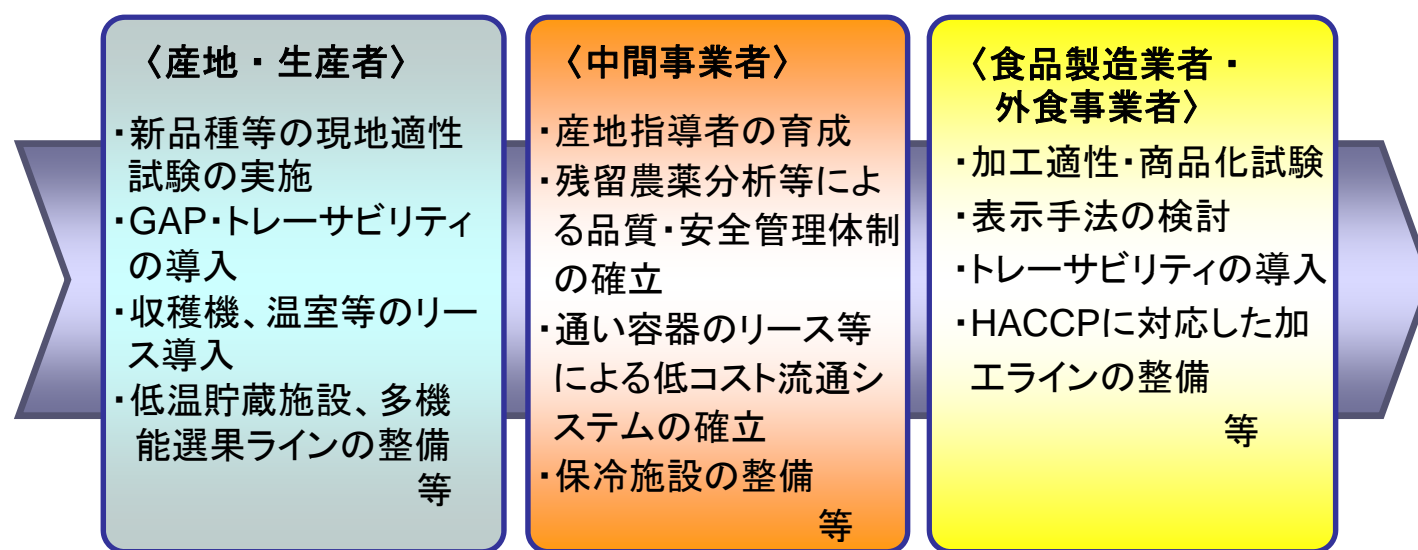 〈産地・生産者〉
・新品種等の現地適性
試験の実施
・GAP・トレーサビリティ
の導入
・収穫機、温室等のリー
ス導入
・低温貯蔵施設、多機
能選果ラインの整備
等
〈中間事業者〉
・産地指導者の育成
・残留農薬分析等によ
る品質・安全管理体制
の確立
・通い容器のリース等
による低コスト流通シ
ステムの確立
・保冷施設の整備
等
〈食品製造業者・
外食事業者〉
・加工適性・商品化試験
・表示手法の検討
・トレーサビリティの導入
・HACCPに対応した加
工ラインの整備
等